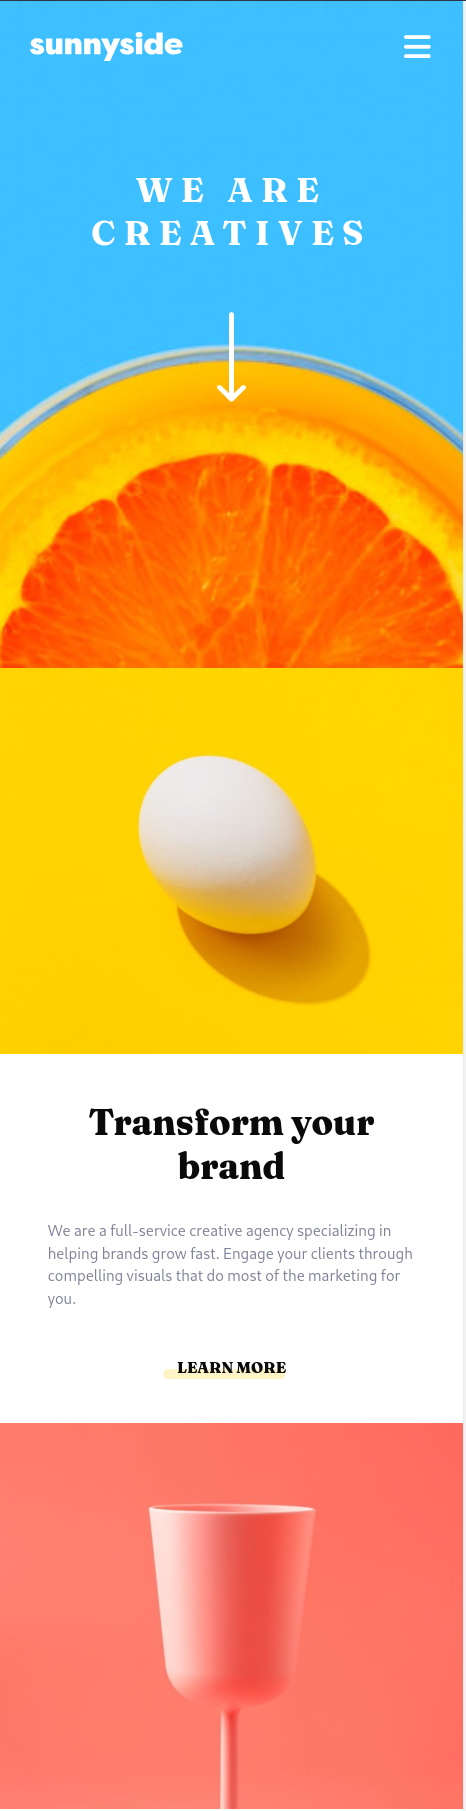 sunnyside
WE ARE
CREATIVES
Transform your
brand
We are a full-service creative agency specializing in
helping brands grow fast. Engage your clients through
compelling visuals that do most of the marketing for
you.
LEARN MORE